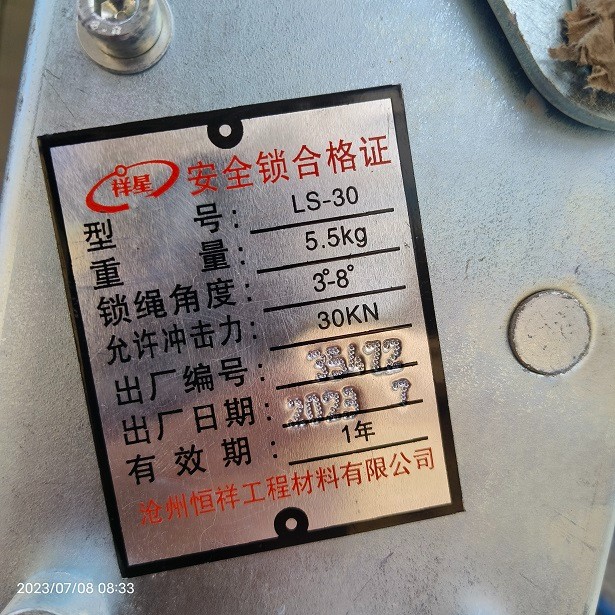 祥星 安全锁合格证
型 号: LS-30
重 量: 5.5kg
锁绳角度: 3°-8°
允许冲击力: 30KN
出厂编号: 35472
出厂日期: 2023 7
有效期: 1年
沧州恒祥工程材料有限公司
2023/07/08 08:33